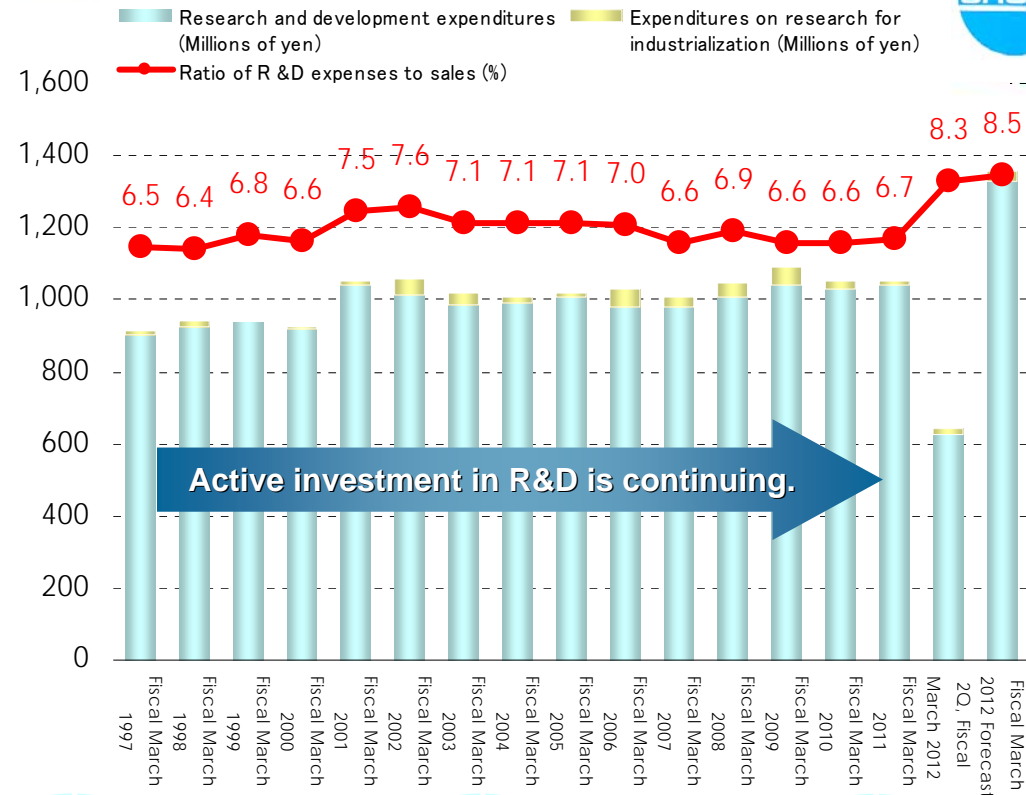 Research and development expenditures
(Millions of yen)
Expenditures on research for
industrialization (Millions of yen)
Ratio of R &D expenses to sales (%)
1,600
1,400
1,200
1,000
800
600
400
200
0
6.5
6.4
6.8
6.6
7.5
7.6
7.1
7.1
7.1
7.0
6.6
6.9
6.6
6.6
6.7
8.3
8.5
Active investment in R&D is continuing.
Fiscal March
1997
Fiscal March
1998
Fiscal March
1999
Fiscal March
2000
Fiscal March
2001
Fiscal March
2002
Fiscal March
2003
Fiscal March
2004
Fiscal March
2005
Fiscal March
2006
Fiscal March
2007
Fiscal March
2008
Fiscal March
2009
Fiscal March
2010
Fiscal March
2011
2Q, Fiscal
March 2012
Fiscal March
2012 Forecast